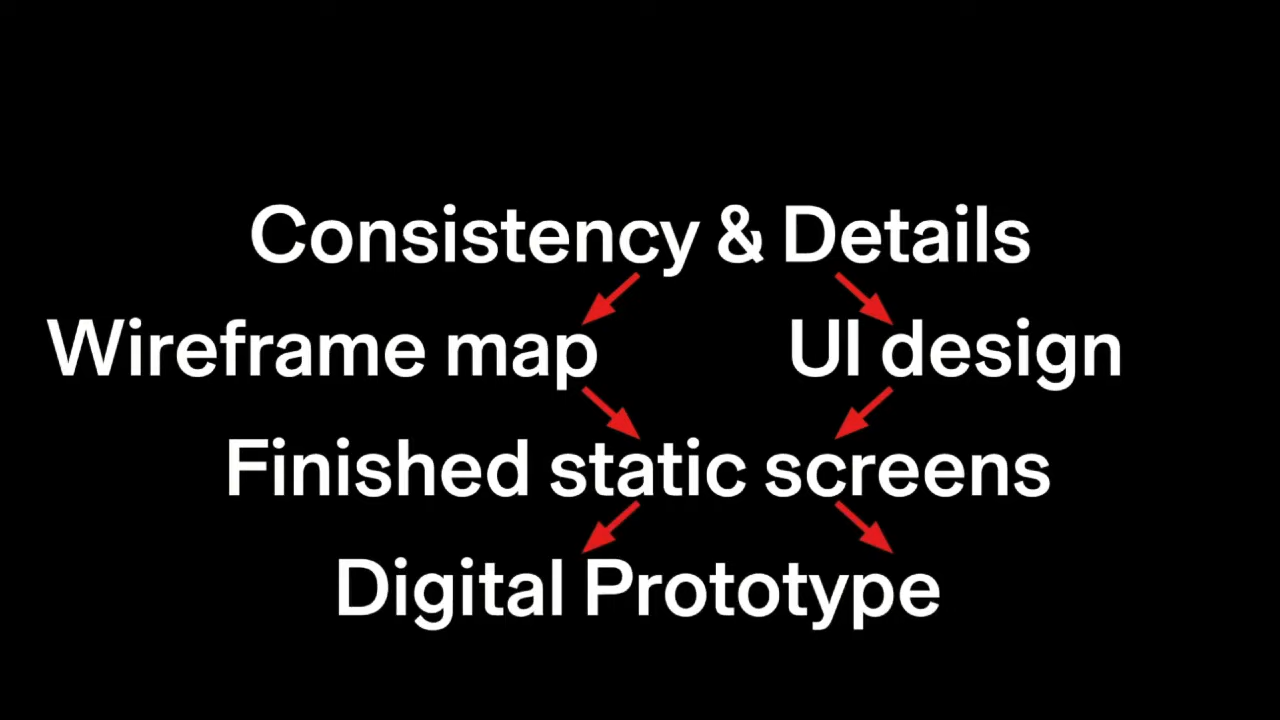 Consistency & Details
Wireframe map
UI design
Finished static screens
Digital Prototype